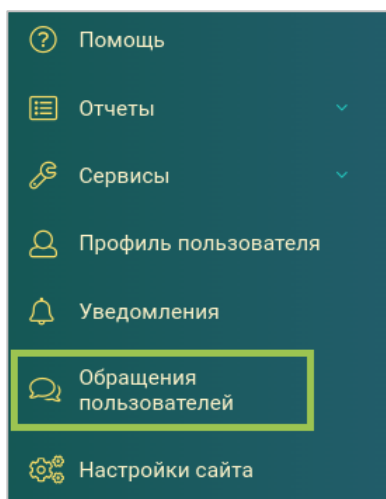 Помощь
Отчеты
Сервисы
Профиль пользователя
Уведомления
Обращения
пользователей
Настройки сайта